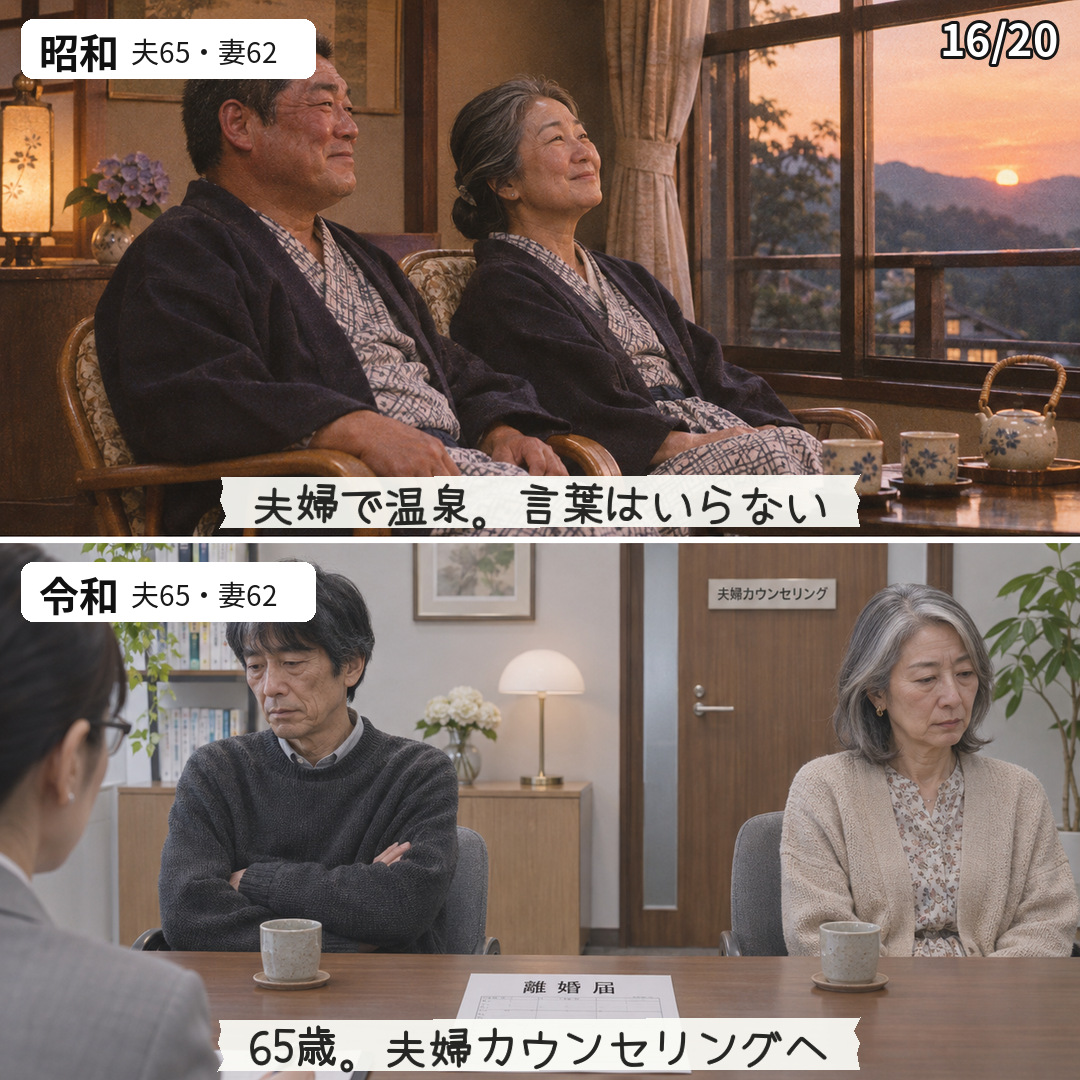 昭和 夫65・妻62
16/20
夫婦で温泉。言葉はいらない
令和 夫65・妻62
夫婦カウンセリング
離婚届
65歳。夫婦カウンセリングへ